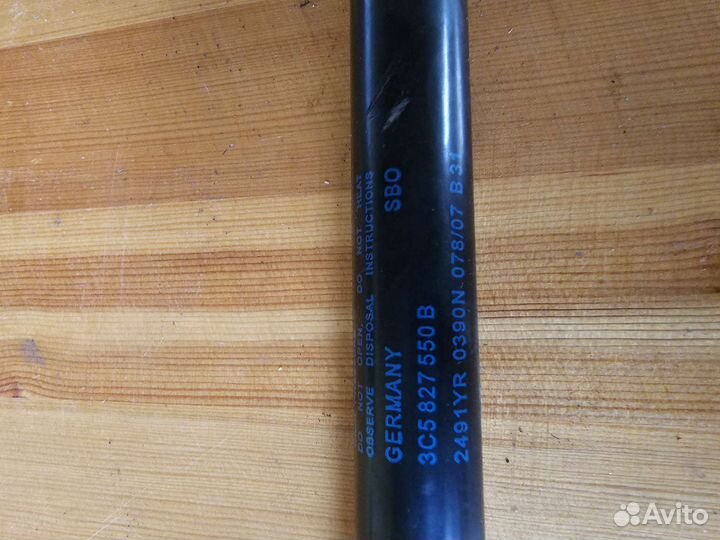 DO NOT OPEN, DO NOT HEAT
OBSERVE DISPOSAL INSTRUCTIONS
GERMANY SBO
3C5 827 550 B
2491YR 0390N 078/07 B 31
Avito